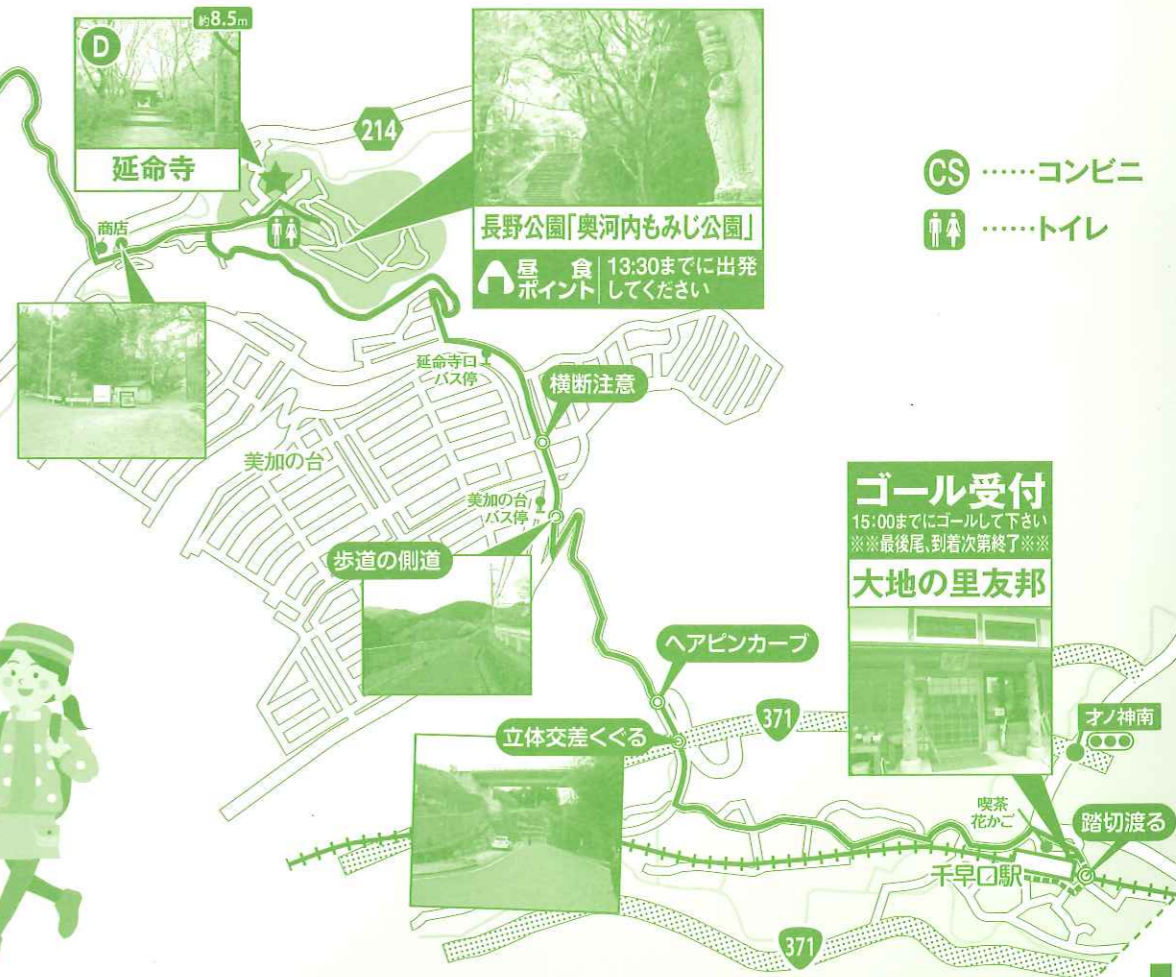 約8.5m
D
延命寺
214
長野公園「奥河内もみじ公園」
昼食
ポイント
13:30までに出発
してください
CS ……コンビニ
……トイレ
商店
延命寺口
バス停
横断注意
美加の台
美加の台
バス停
歩道の側道
ゴール受付
15:00までにゴールして下さい
※※最後尾、到着次第終了※※
大地の里友邦
ヘアピンカーブ
立体交差くぐる
371
才ノ神南
喫茶
花かご
踏切渡る
千早口駅
371